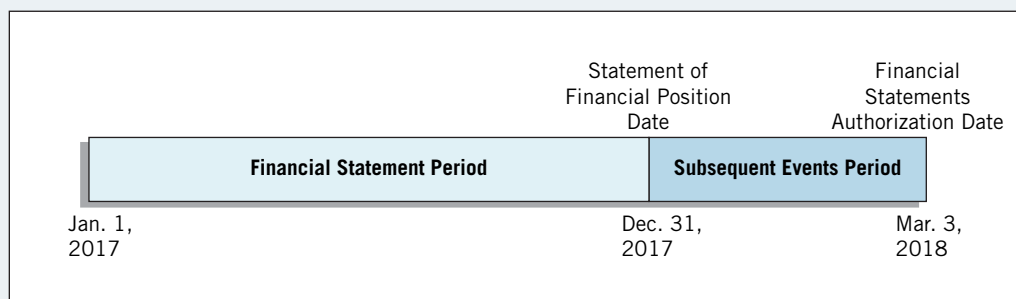 Statement of
Financial Position
Date
Financial
Statements
Authorization Date
Financial Statement Period
Subsequent Events Period
Jan. 1,
2017
Dec. 31,
2017
Mar. 3,
2018